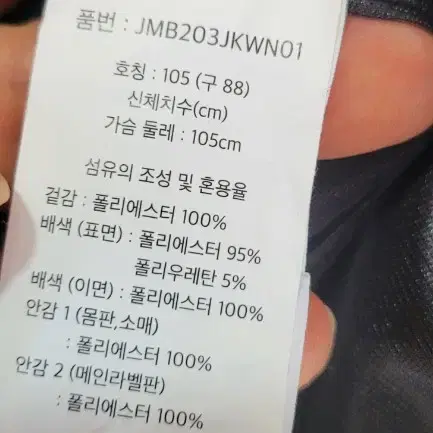 품번 : JMB203JKWN01
호칭 : 105 (구 88)
신체치수(cm)
가슴 둘레 : 105cm
섬유의 조성 및 혼용율
겉감 : 폴리에스터 100%
배색 (표면) : 폴리에스터 95%
폴리우레탄 5%
배색 (이면) : 폴리에스터 100%
안감 1 (몸판,소매)
: 폴리에스터 100%
안감 2 (메인라벨판)
: 폴리에스터 100%